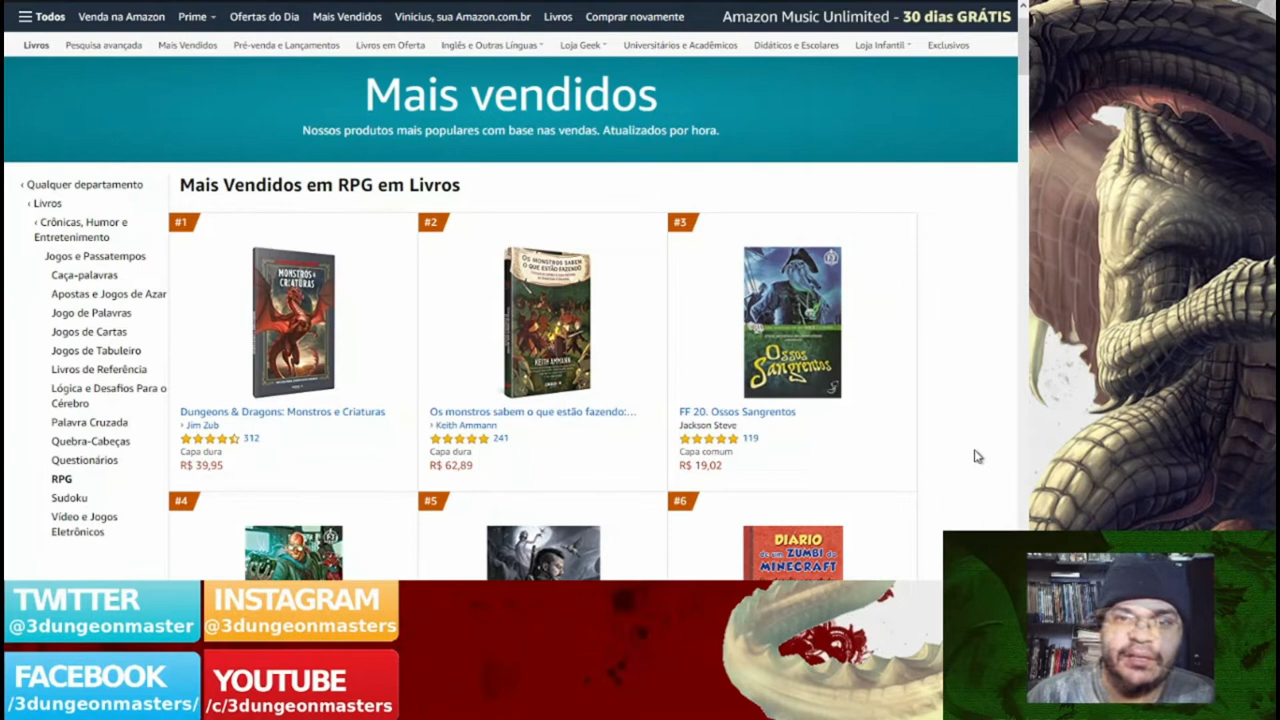 Todos Venda na Amazon Prime Ofertas do Dia Mais Vendidos Vinicius, sua Amazon.com.br Livros Comprar novamente Amazon Music Unlimited - 30 dias GRÁTIS
Livros Pesquisa avançada Mais Vendidos Pré-venda e Lançamentos Livros em Oferta Inglês e Outras Línguas Loja Geek Universitários e Acadêmicos Didáticos e Escolares Loja Infantil Exclusivos
Mais vendidos
Nossos produtos mais populares com base nas vendas. Atualizados por hora.
‹ Qualquer departamento
‹ Livros
‹ Crônicas, Humor e
Entretenimento
Jogos e Passatempos
Caça-palavras
Apostas e Jogos de Azar
Jogo de Palavras
Jogos de Cartas
Jogos de Tabuleiro
Livros de Referência
Lógica e Desafios Para o
Cérebro
Palavra Cruzada
Quebra-Cabeças
Questionários
RPG
Sudoku
Vídeo e Jogos
Eletrônicos
Mais Vendidos em RPG em Livros
#1
MONSTROS &
CRIATURAS
Dungeons & Dragons: Monstros e Criaturas
› Jim Zub
312
Capa dura
R$ 39,95
#2
OS MONSTROS SABEM
O QUE ESTÃO FAZENDO
KEITH AMMANN
Os monstros sabem o que estão fazendo:...
› Keith Ammann
241
Capa dura
R$ 62,89
#3
OSSOS
Sangrentos
FF 20. Ossos Sangrentos
Jackson Steve
119
Capa comum
R$ 19,02
#4
#5
#6
DIÁRIO
de um ZUMBI do
MINECRAFT
TWITTER
@3dungeonmaster
INSTAGRAM
@3dungeonmasters
FACEBOOK
/3dungeonmasters/
YOUTUBE
/c/3dungeonmasters